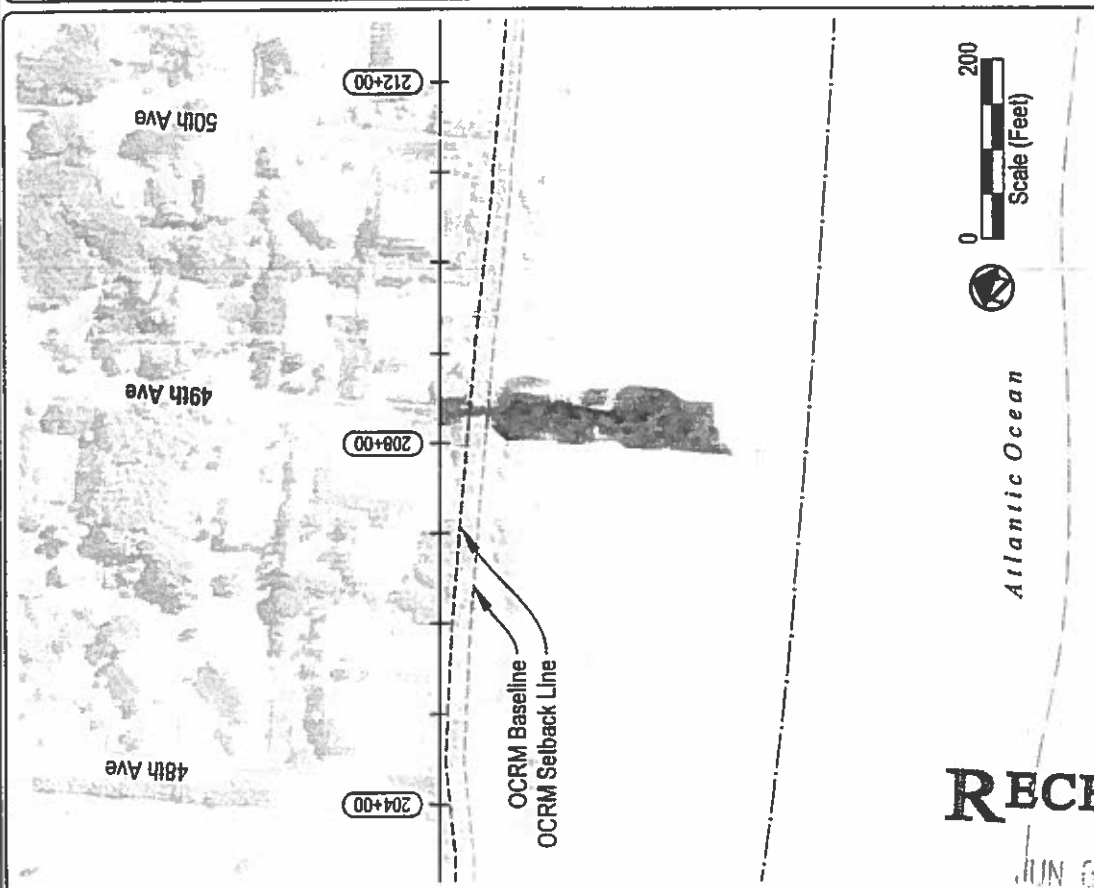 212+00
50th Ave
49th Ave
208+00
48th Ave
204+00
OCRM Baseline
OCRM Setback Line
0
200
Scale (Feet)
N
Atlantic Ocean
JUN